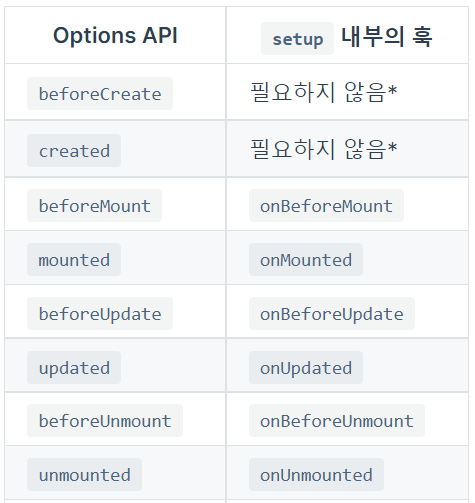 Options API setup 내부의 훅
beforeCreate 필요하지 않음*
created 필요하지 않음*
beforeMount onBeforeMount
mounted onMounted
beforeUpdate onBeforeUpdate
updated onUpdated
beforeUnmount onBeforeUnmount
unmounted onUnmounted